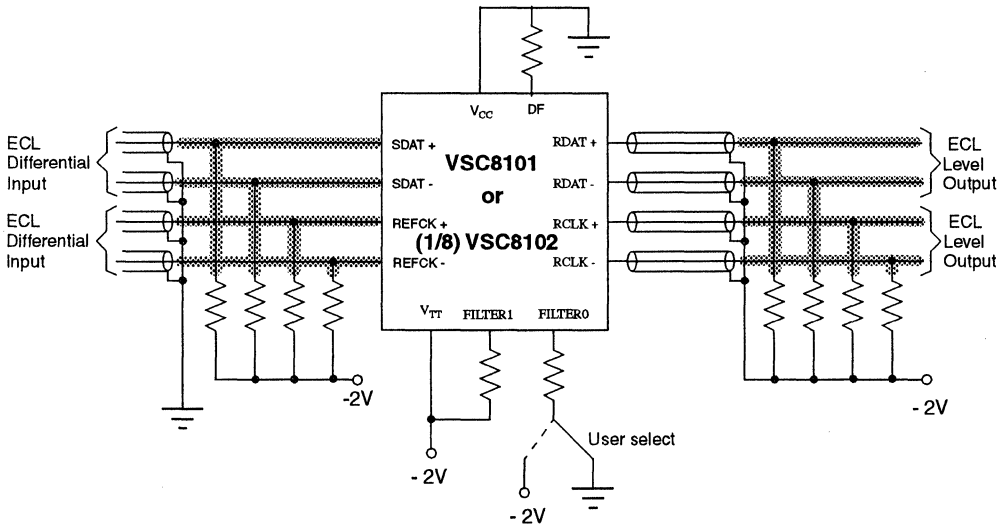 V_CC
DF
ECL
Differential
Input
ECL
Differential
Input
SDAT +
SDAT -
REFCK +
REFCK -
VSC8101
or
(1/8) VSC8102
RDAT +
RDAT -
RCLK +
RCLK -
ECL
Level
Output
ECL
Level
Output
V_TT
FILTER1
FILTER0
-2V
- 2V
- 2V
User select
- 2V